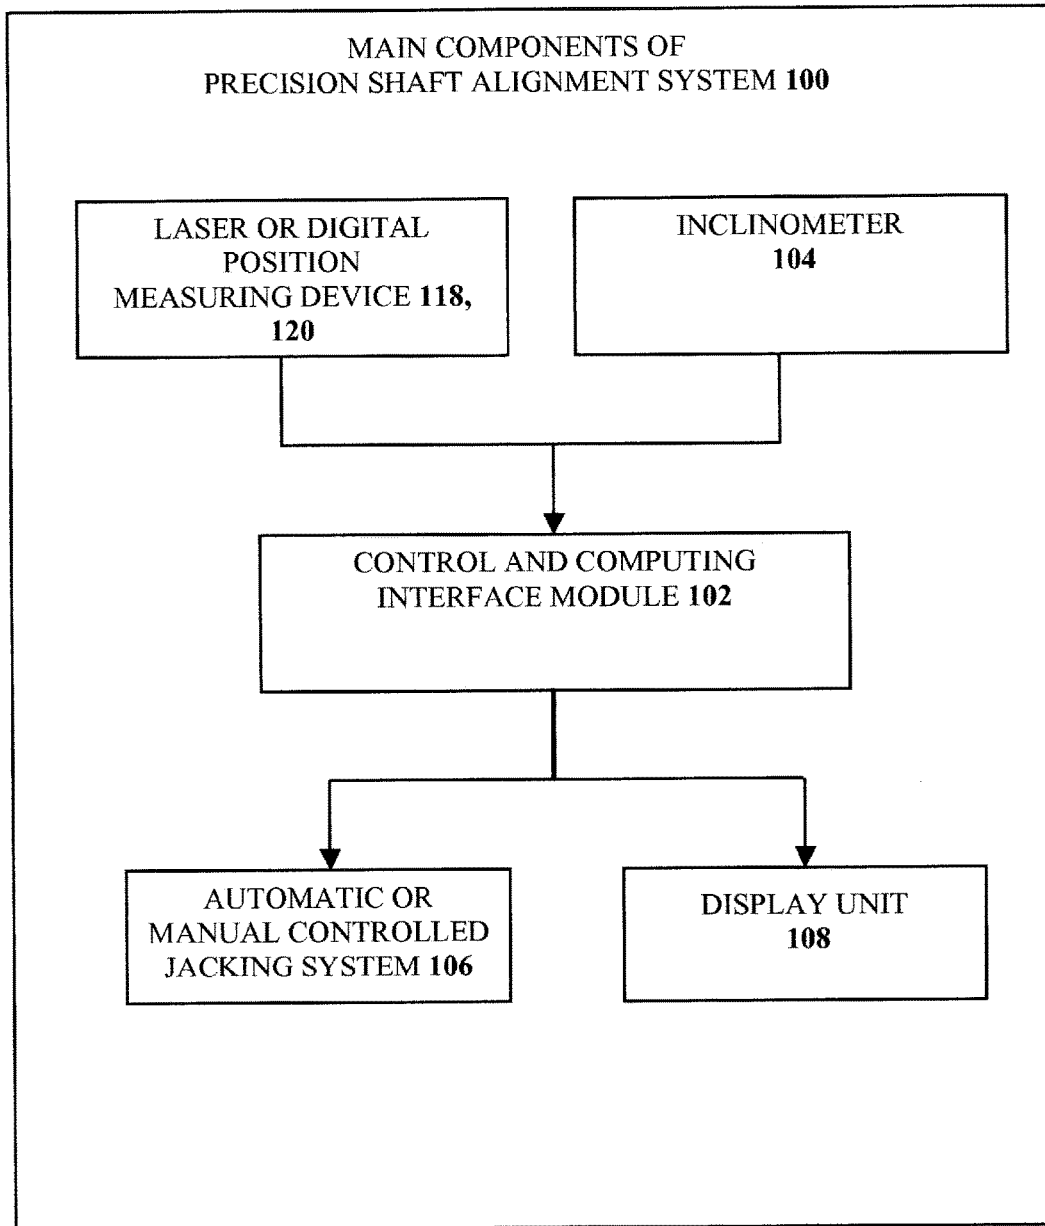 MAIN COMPONENTS OF
PRECISION SHAFT ALIGNMENT SYSTEM 100
LASER OR DIGITAL
POSITION
MEASURING DEVICE 118,
120
INCLINOMETER
104
CONTROL AND COMPUTING
INTERFACE MODULE 102
AUTOMATIC OR
MANUAL CONTROLLED
JACKING SYSTEM 106
DISPLAY UNIT
108